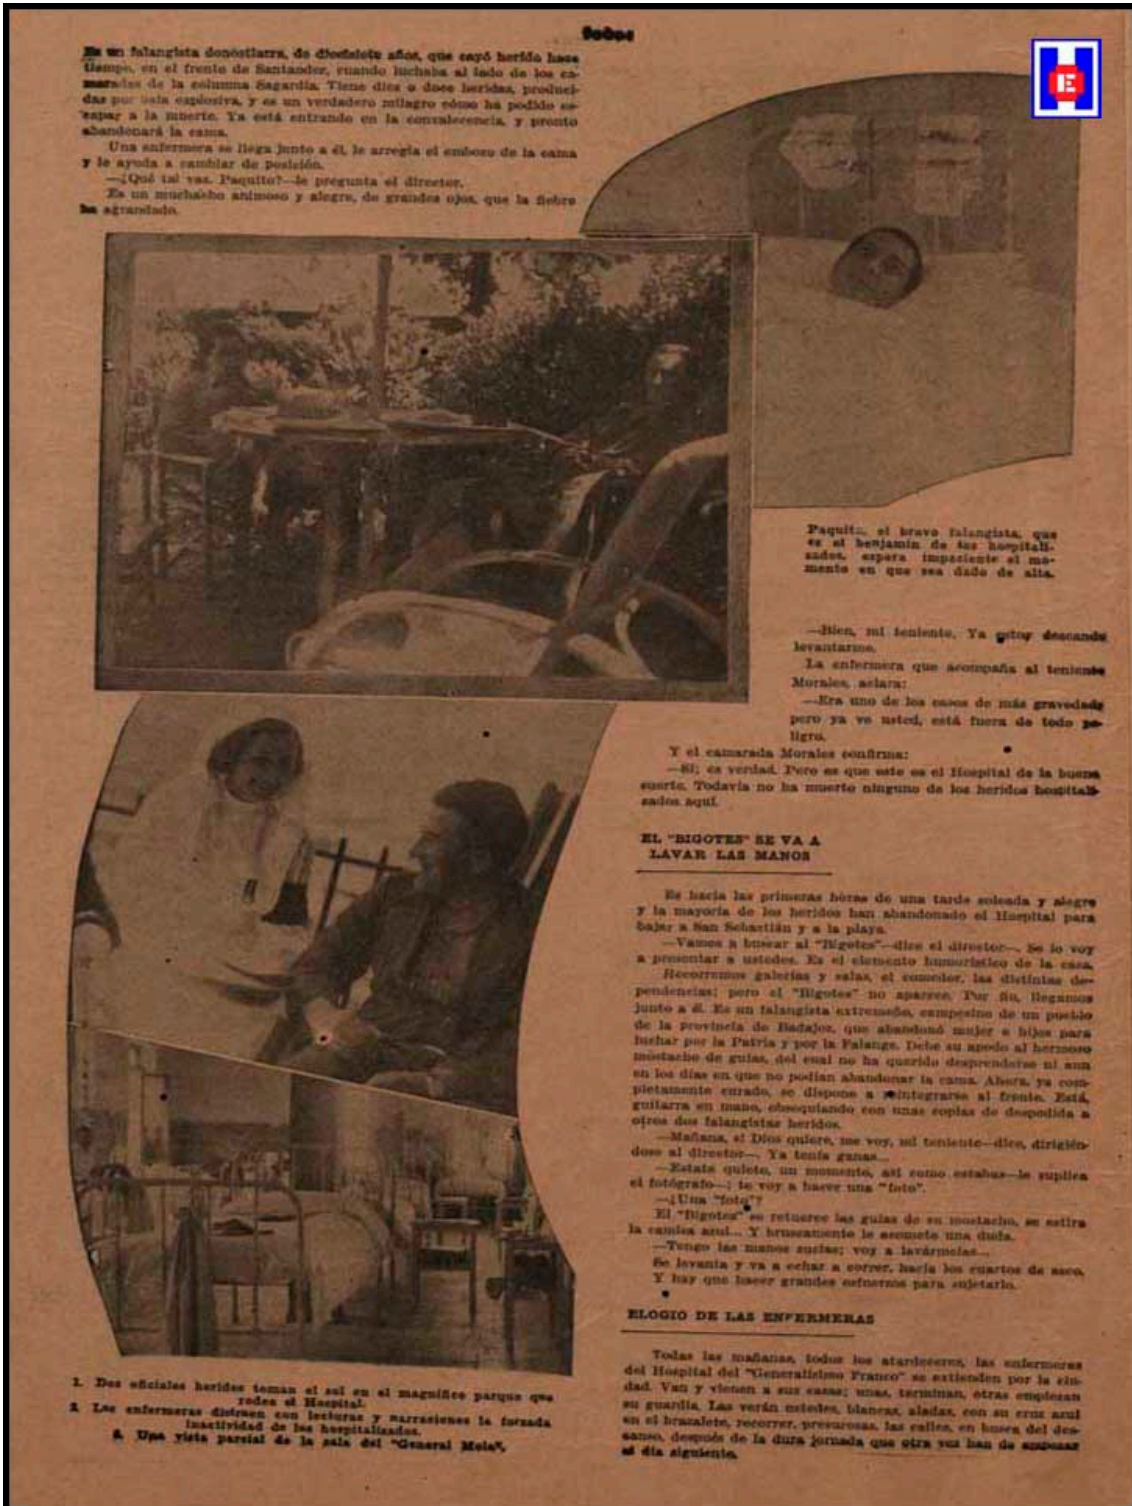 Es un falangista donostiarra, de diecisiete años, que cayó herido hace
tiempo, en el frente de Santander, cuando luchaba al lado de los ca-
maradas de la columna Sagardía. Tiene diez o doce heridas, produci-
das por bala explosiva, y es un verdadero milagro cómo ha podido es-
capar a la muerte. Ya está entrando en la convalecencia, y pronto
abandonará la cama.
Una enfermera se llega junto a él, le arregla el embozo de la cama
y le ayuda a cambiar de posición.
—¿Qué tal vas, Paquito?—le pregunta el director.
Es un muchacho animoso y alegre, de grandes ojos, que la fiebre
ha agrandado.
H E
Paquito, el bravo falangista, que
es el benjamín de los hospitali-
zados, espera impaciente el mo-
mento en que sea dado de alta.
—Bien, mi teniente. Ya estoy deseando
levantarme.
La enfermera que acompaña al teniente
Morales, aclara:
—Era uno de los casos de más gravedad;
pero ya ve usted, está fuera de todo pe-
ligro.
Y el camarada Morales confirma:
—Sí; es verdad. Pero es que este es el Hospital de la buena
suerte. Todavía no ha muerto ninguno de los heridos hospitali-
zados aquí.
EL "BIGOTES" SE VA A
LAVAR LAS MANOS
Es hacia las primeras horas de una tarde soleada y alegre
y la mayoría de los heridos han abandonado el Hospital para
bajar a San Sebastián y a la playa.
—Vamos a buscar al "Bigotes"—dice el director—. Se lo voy
a presentar a ustedes. Es el elemento humorístico de la casa.
Recorremos galerías y salas, el comedor, las distintas de-
pendencias; pero el "Bigotes" no aparece. Por fin, llegamos
junto a él. Es un falangista extremeño, campesino de un pueblo
de la provincia de Badajoz, que abandonó mujer e hijos para
luchar por la Patria y por la Falange. Debe su apodo al hermoso
mostacho de guías, del cual no ha querido desprenderse ni aun
en los días en que no podían abandonar la cama. Ahora, ya com-
pletamente curado, se dispone a reintegrarse al frente. Está,
guitarra en mano, obsequiando con unas coplas de despedida a
otros dos falangistas heridos.
—Mañana, si Dios quiere, me voy, mi teniente—dice, dirigién-
dose al director—. Ya tenía ganas...
—Estate quieto, un momento, así como estabas—le suplica
el fotógrafo—; te voy a hacer una "foto".
—¿Una "foto"?
El "Bigotes" se retuerce las guías de su mostacho, se estira
la camisa azul... Y bruscamente le acomete una duda.
—Tengo las manos sucias; voy a lavármelas...
Se levanta y va a echar a correr, hacia los cuartos de aseo.
Y hay que hacer grandes esfuerzos para sujetarlo.
ELOGIO DE LAS ENFERMERAS
Todas las mañanas, todos los atardeceres, las enfermeras
del Hospital del "Generalísimo Franco" se extienden por la ciu-
dad. Van y vienen a sus casas; unas, terminan, otras empiezan
su guardia. Las verán ustedes, blancas, aladas, con su cruz azul
en el brazalete, recorrer, presurosas, las calles, en busca del des-
canso, después de la dura jornada que otra vez han de empezar
al día siguiente.
1. Dos oficiales heridos toman el sol en el magnífico parque que
rodea el Hospital.
2. Las enfermeras distraen con lecturas y narraciones la forzada
inactividad de los hospitalizados.
3. Una vista parcial de la sala del "General Mola".